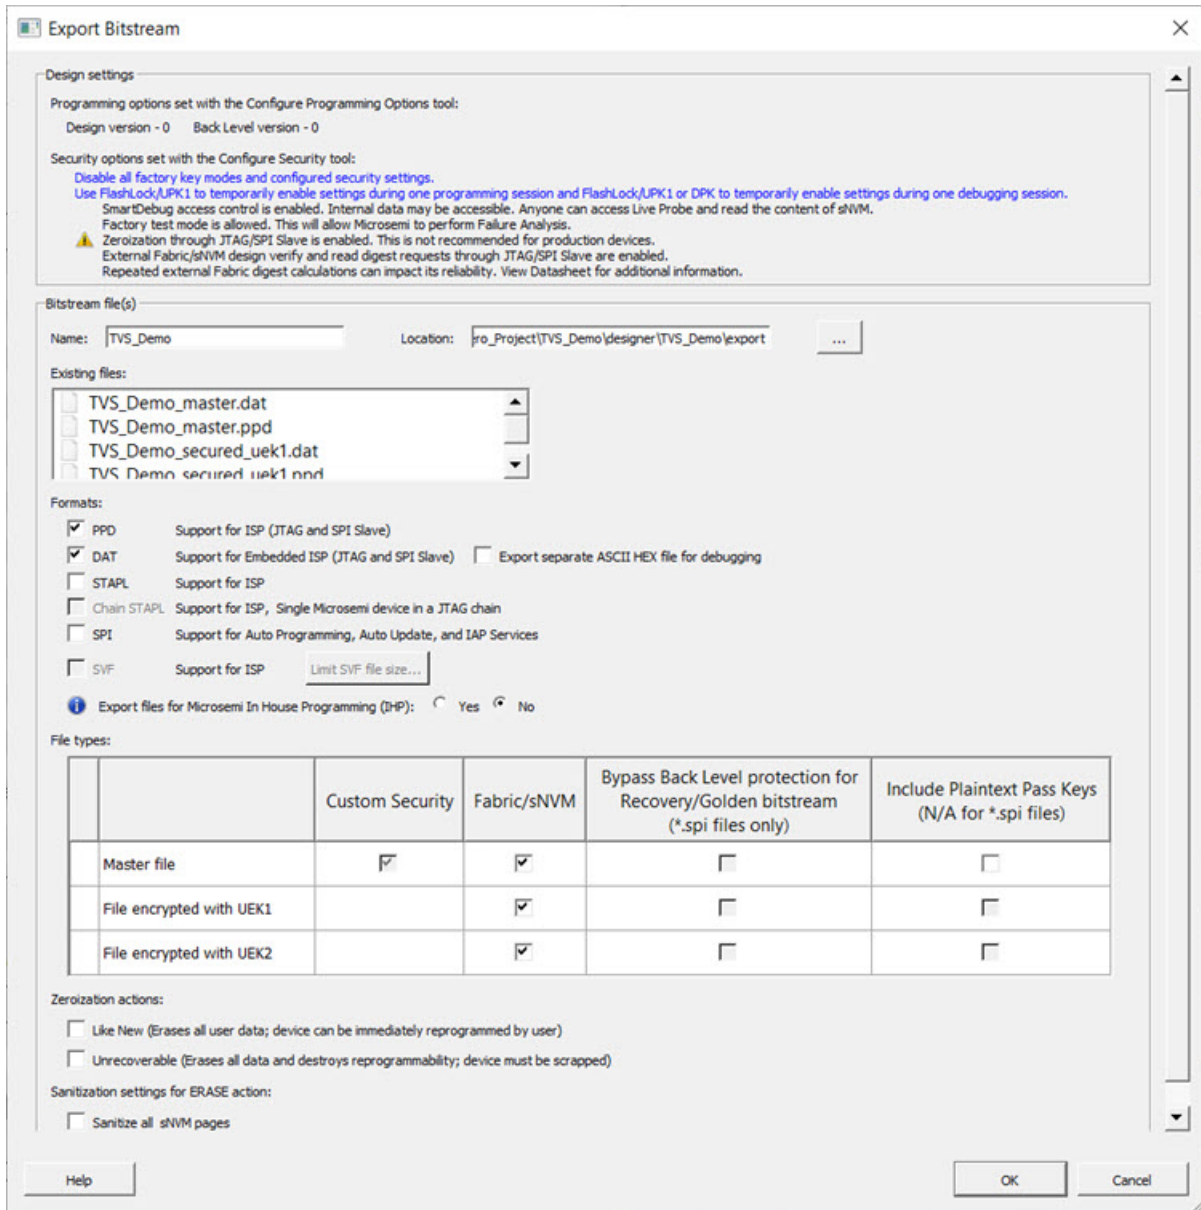 Export Bitstream
Design settings
Programming options set with the Configure Programming Options tool:
Design version - 0 Back Level version - 0
Security options set with the Configure Security tool:
Disable all factory key modes and configured security settings.
Use FlashLock/UPK1 to temporarily enable settings during one programming session and FlashLock/UPK1 or DPK to temporarily enable settings during one debugging session.
SmartDebug access control is enabled. Internal data may be accessible. Anyone can access Live Probe and read the content of sNVM.
Factory test mode is allowed. This will allow Microsemi to perform Failure Analysis.
Zeroization through JTAG/SPI Slave is enabled. This is not recommended for production devices.
External Fabric/sNVM design verify and read digest requests through JTAG/SPI Slave are enabled.
Repeated external Fabric digest calculations can impact its reliability. View Datasheet for additional information.
Bitstream file(s)
Name: TVS_Demo Location: ro_Project\TVS_Demo\designer\TVS_Demo\export ...
Existing files:
TVS_Demo_master.dat
TVS_Demo_master.ppd
TVS_Demo_secured_uek1.dat
TVS_Demo_secured_uek1.ppd
Formats:
PPD Support for ISP (JTAG and SPI Slave)
DAT Support for Embedded ISP (JTAG and SPI Slave) Export separate ASCII HEX file for debugging
STAPL Support for ISP
Chain STAPL Support for ISP, Single Microsemi device in a JTAG chain
SPI Support for Auto Programming, Auto Update, and IAP Services
SVF Support for ISP Limit SVF file size...
Export files for Microsemi In House Programming (IHP): Yes No
File types:
Custom Security Fabric/sNVM Bypass Back Level protection for Recovery/Golden bitstream (*.spi files only) Include Plaintext Pass Keys (N/A for *.spi files)
Master file
File encrypted with UEK1
File encrypted with UEK2
Zeroization actions:
Like New (Erases all user data; device can be immediately reprogrammed by user)
Unrecoverable (Erases all data and destroys reprogrammability; device must be scrapped)
Sanitization settings for ERASE action:
Sanitize all sNVM pages
Help OK Cancel